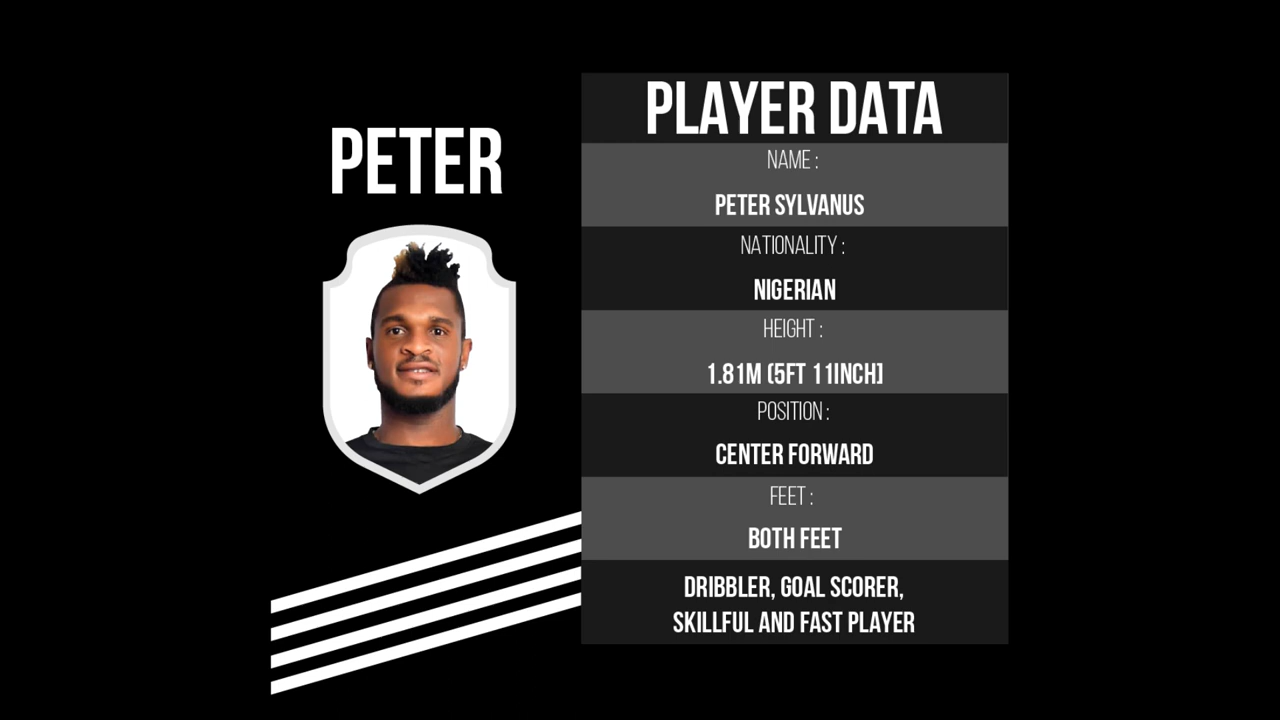 PETER
PLAYER DATA
NAME :
PETER SYLVANUS
NATIONALITY :
NIGERIAN
HEIGHT :
1.81M (5FT 11INCH]
POSITION :
CENTER FORWARD
FEET :
BOTH FEET
DRIBBLER, GOAL SCORER,
SKILLFUL AND FAST PLAYER